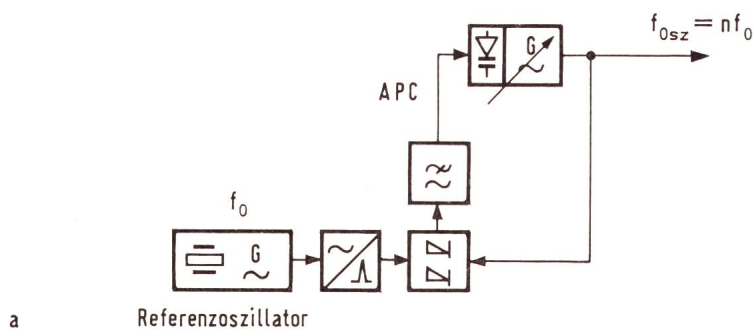 f₀sz = nf₀
G
APC
f₀
G
a
Referenzoszillator